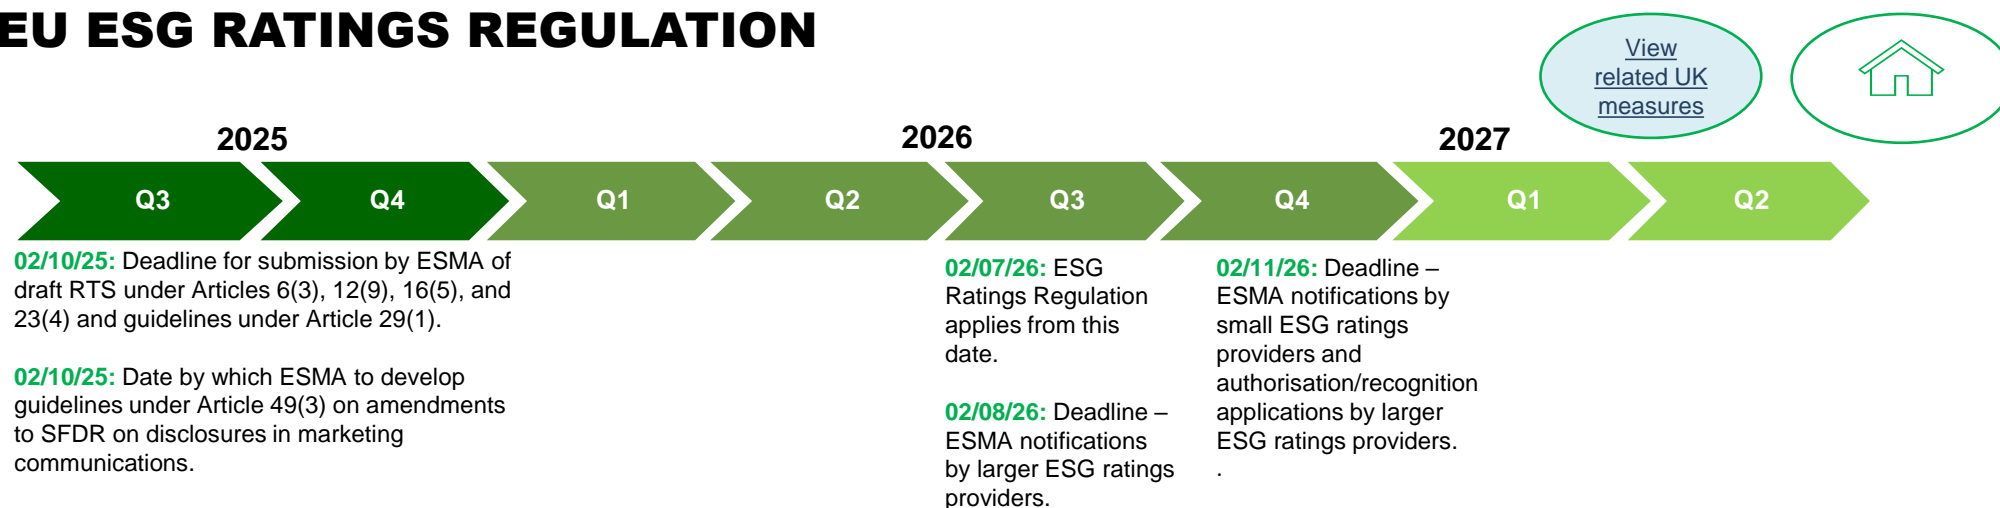 EU ESG RATINGS REGULATION
View
related UK
measures
2025
2026
2027
Q3
Q4
Q1
Q2
Q3
Q4
Q1
Q2
02/10/25: Deadline for submission by ESMA of
draft RTS under Articles 6(3), 12(9), 16(5), and
23(4) and guidelines under Article 29(1).
02/10/25: Date by which ESMA to develop
guidelines under Article 49(3) on amendments
to SFDR on disclosures in marketing
communications.
02/07/26: ESG
Ratings Regulation
applies from this
date.
02/08/26: Deadline –
ESMA notifications
by larger ESG ratings
providers.
02/11/26: Deadline –
ESMA notifications by
small ESG ratings
providers and
authorisation/recognition
applications by larger
ESG ratings providers.
.